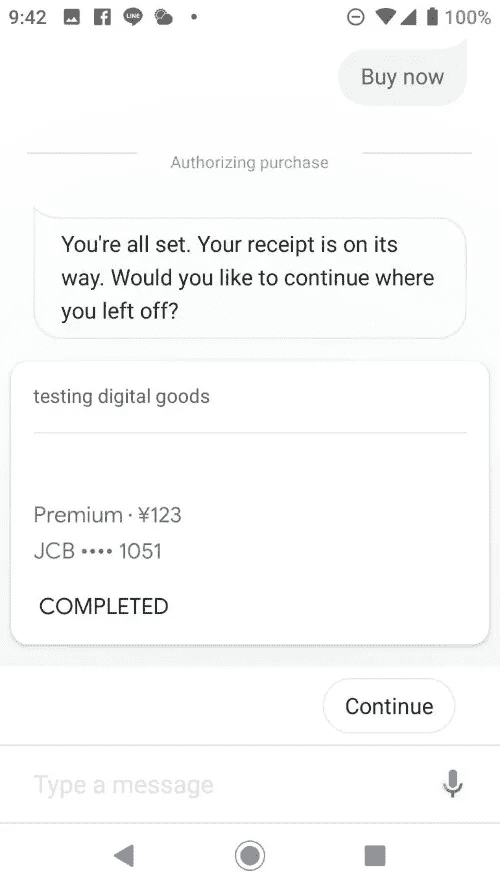 9:42 LINE 100%
Buy now
Authorizing purchase
You're all set. Your receipt is on its
way. Would you like to continue where
you left off?
testing digital goods
Premium · ¥123
JCB •••• 1051
COMPLETED
Continue
Type a message